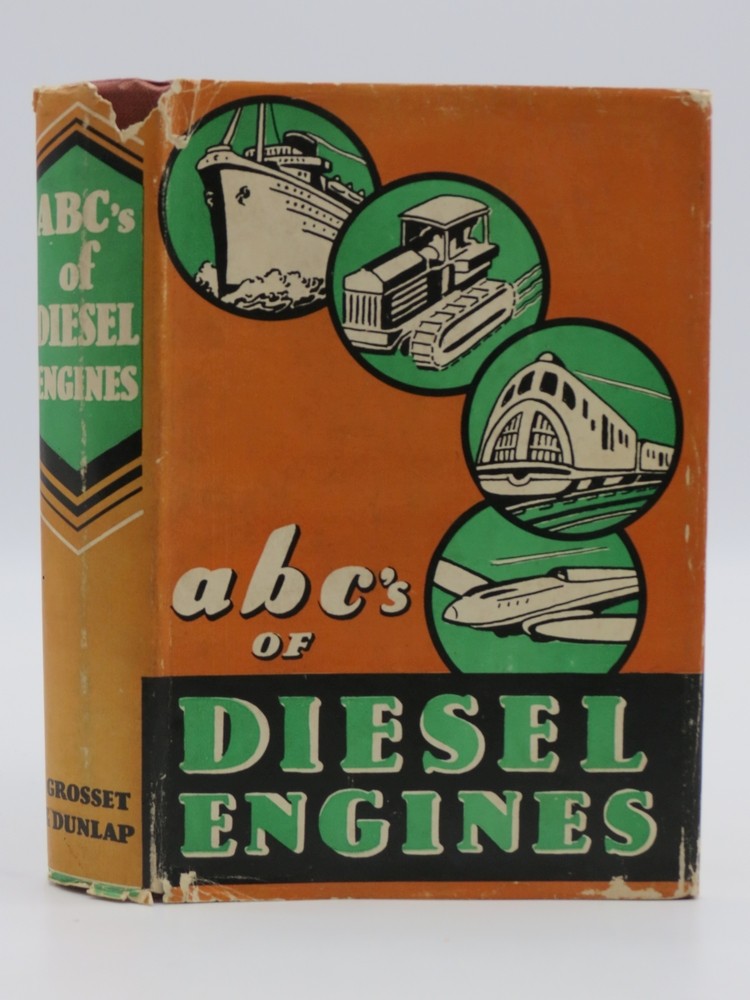 ABC's
of
DIESEL
ENGINES
GROSSET
& DUNLAP
abc's
OF
DIESEL
ENGINES